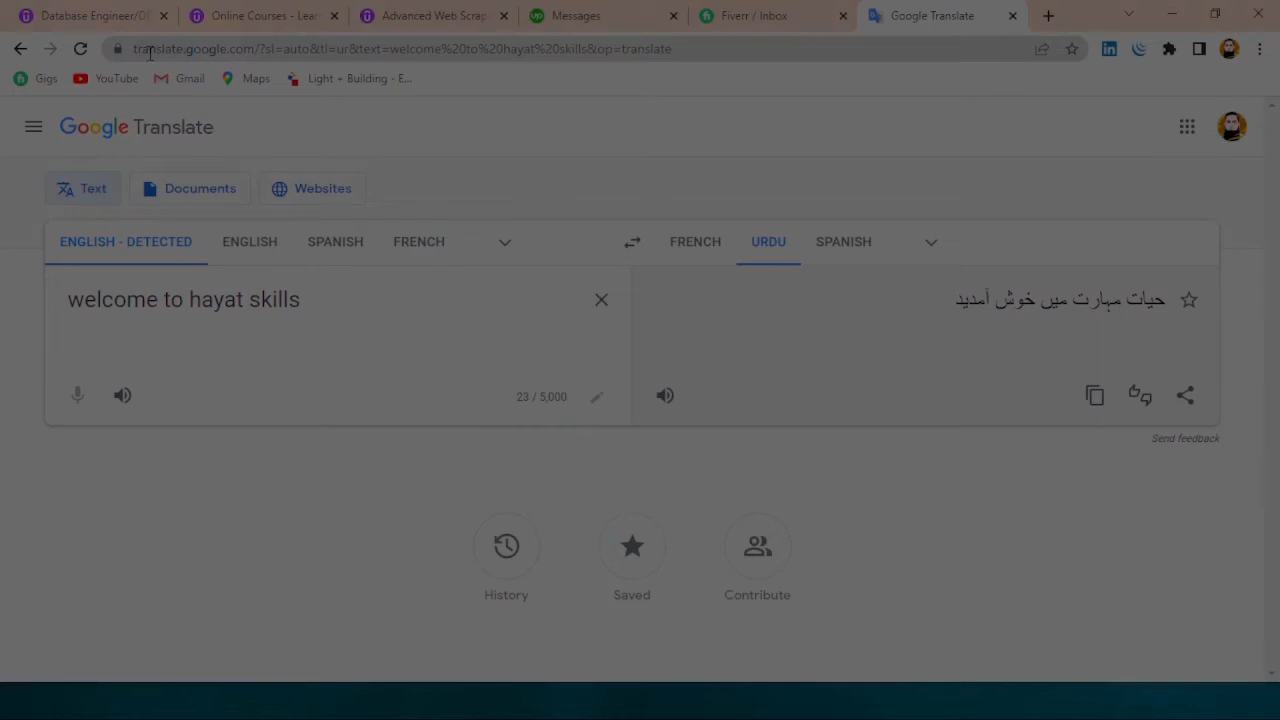 Database Engineer/DB
Online Courses - Lear
Advanced Web Scrap
Messages
Fiverr / Inbox
Google Translate
translate.google.com/?sl=auto&tl=ur&text=welcome%20to%20hayat%20skills&op=translate
Gigs
YouTube
Gmail
Maps
Light + Building - E...
Google Translate
Text
Documents
Websites
ENGLISH - DETECTED
ENGLISH
SPANISH
FRENCH
FRENCH
URDU
SPANISH
welcome to hayat skills
حیات مہارت میں خوش آمدید
23 / 5,000
Send feedback
History
Saved
Contribute